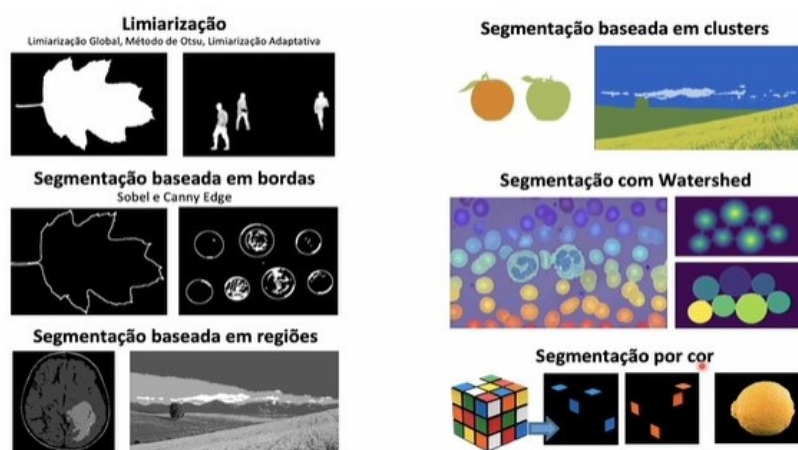 Limiarização
Limiarização Global, Método de Otsu, Limiarização Adaptativa
Segmentação baseada em bordas
Sobel e Canny Edge
Segmentação baseada em regiões
Segmentação baseada em clusters
Segmentação com Watershed
Segmentação por cor